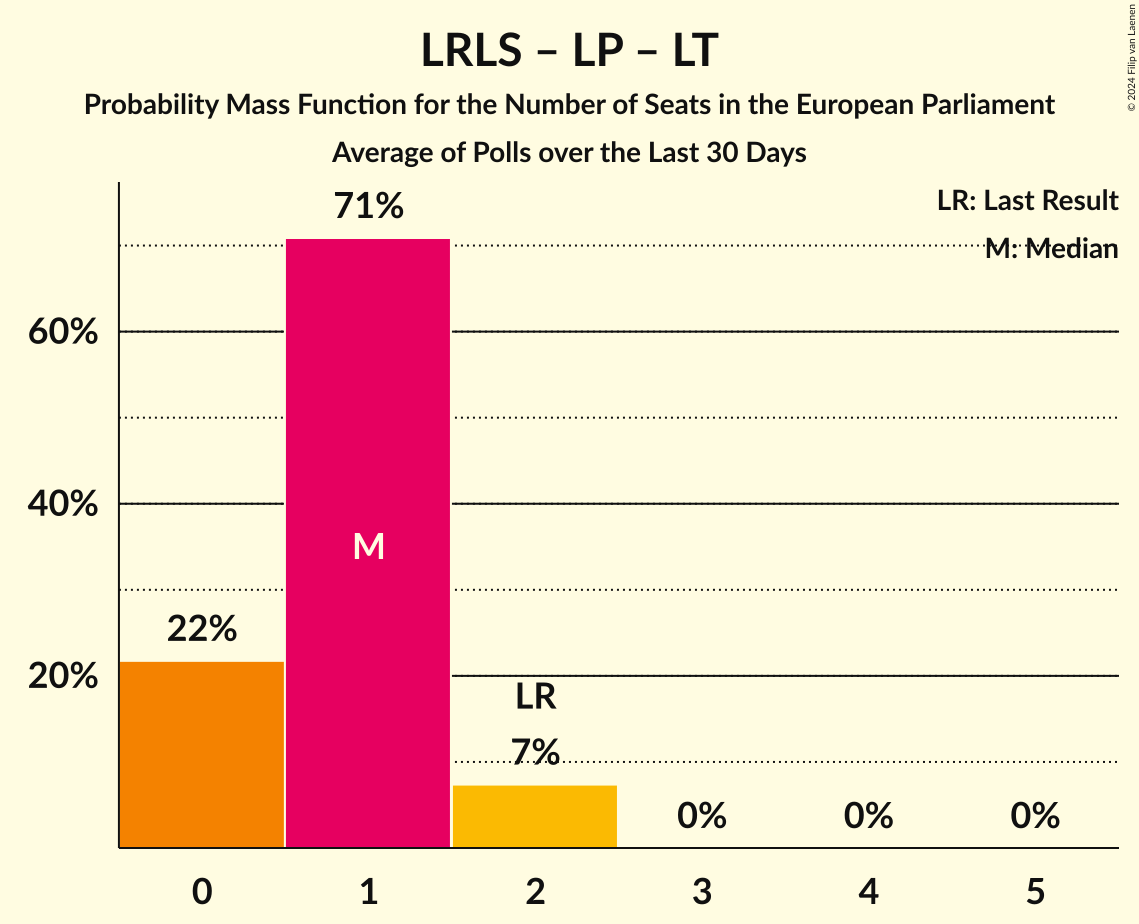 LRLS – LP – LT
Probability Mass Function for the Number of Seats in the European Parliament
Average of Polls over the Last 30 Days
© 2024 Filip van Laenen
LR: Last Result
M: Median
71%
60%
40%
M
22%
20%
LR
7%
0%
0%
0%
0
1
2
3
4
5